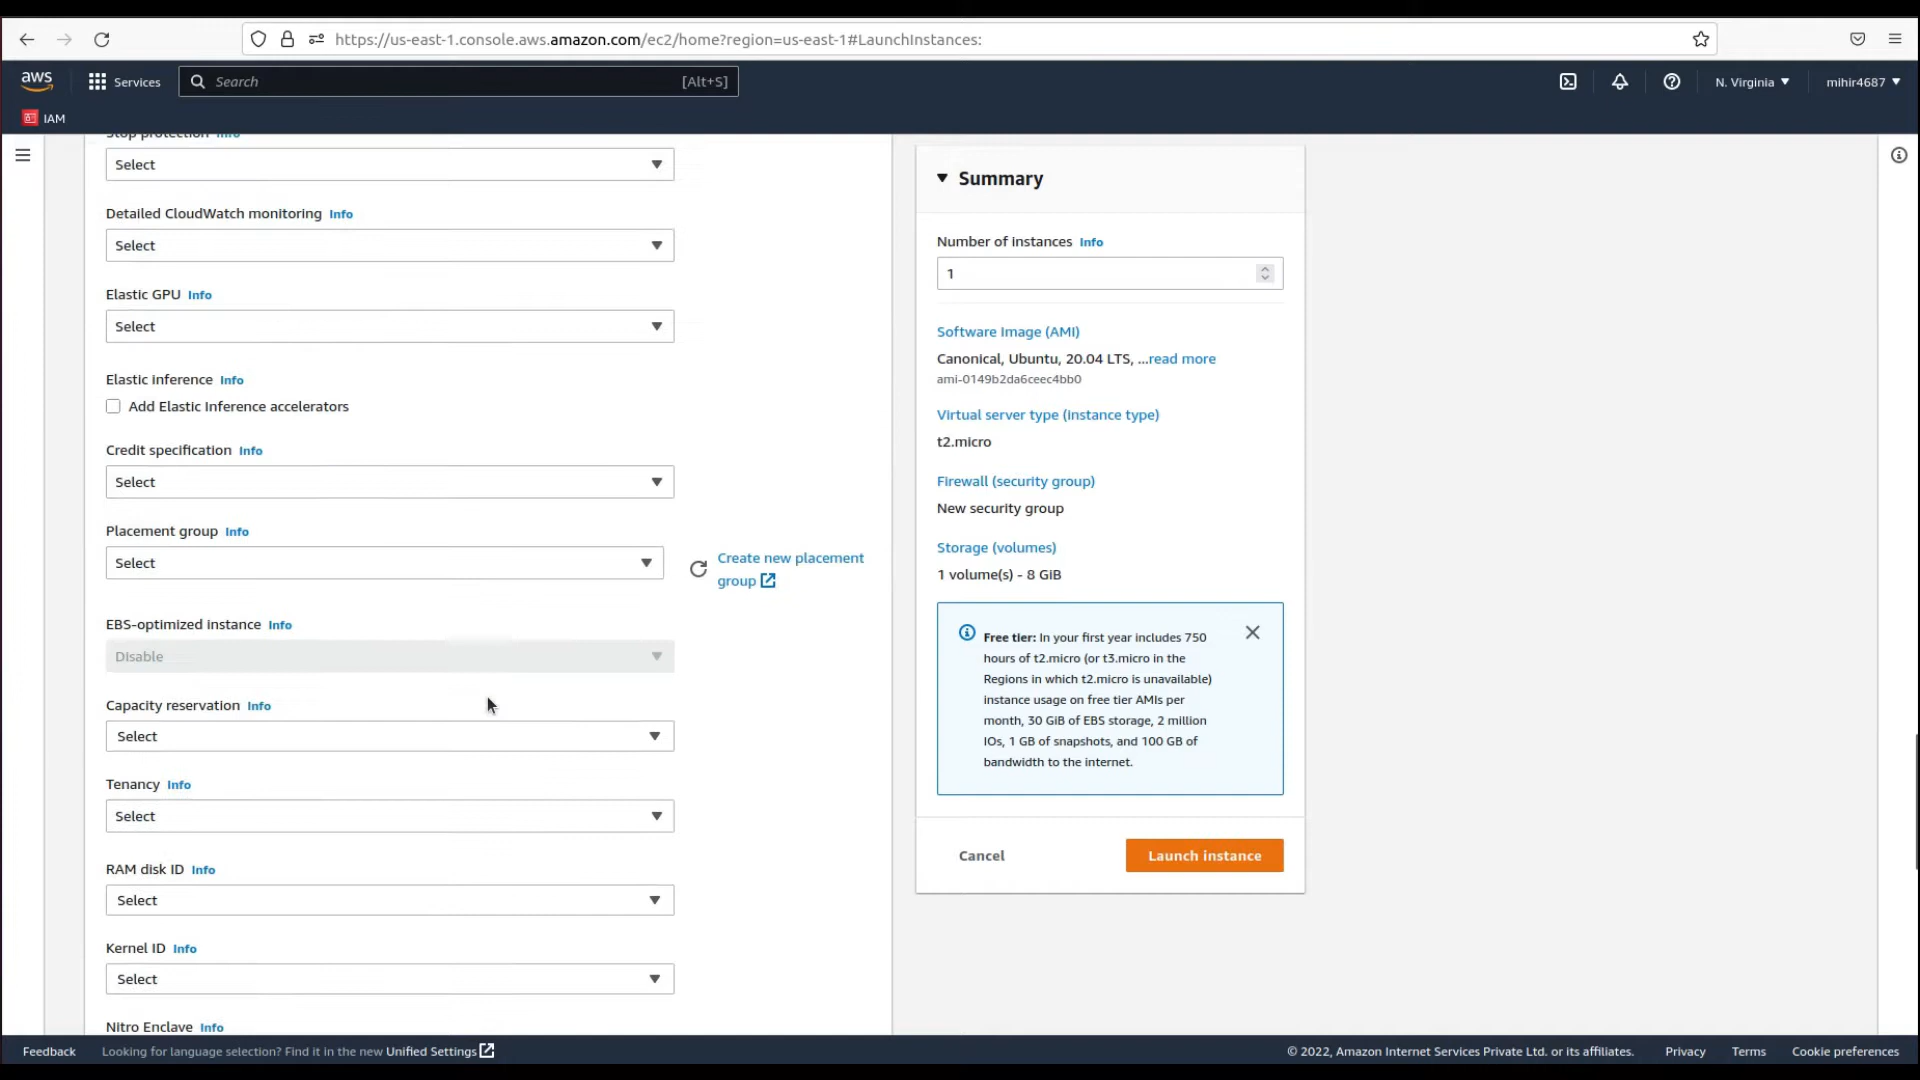 https://us-east-1.console.aws.amazon.com/ec2/home?region=us-east-1#LaunchInstances:
aws
Services
Search
[Alt+S]
N. Virginia
mihir4687
IAM
Stop protection Info
Select
Detailed CloudWatch monitoring Info
Select
Elastic GPU Info
Select
Elastic inference Info
Add Elastic Inference accelerators
Credit specification Info
Select
Placement group Info
Select
Create new placement
group
EBS-optimized instance Info
Disable
Capacity reservation Info
Select
Tenancy Info
Select
RAM disk ID Info
Select
Kernel ID Info
Select
Nitro Enclave Info
Summary
Number of instances Info
1
Software Image (AMI)
Canonical, Ubuntu, 20.04 LTS, ...read more
ami-0149b2da6ceec4bb0
Virtual server type (instance type)
t2.micro
Firewall (security group)
New security group
Storage (volumes)
1 volume(s) - 8 GiB
Free tier: In your first year includes 750
hours of t2.micro (or t3.micro in the
Regions in which t2.micro is unavailable)
instance usage on free tier AMIs per
month, 30 GiB of EBS storage, 2 million
IOs, 1 GB of snapshots, and 100 GB of
bandwidth to the internet.
Cancel
Launch instance
Feedback
Looking for language selection? Find it in the new Unified Settings
© 2022, Amazon Internet Services Private Ltd. or its affiliates.
Privacy
Terms
Cookie preferences